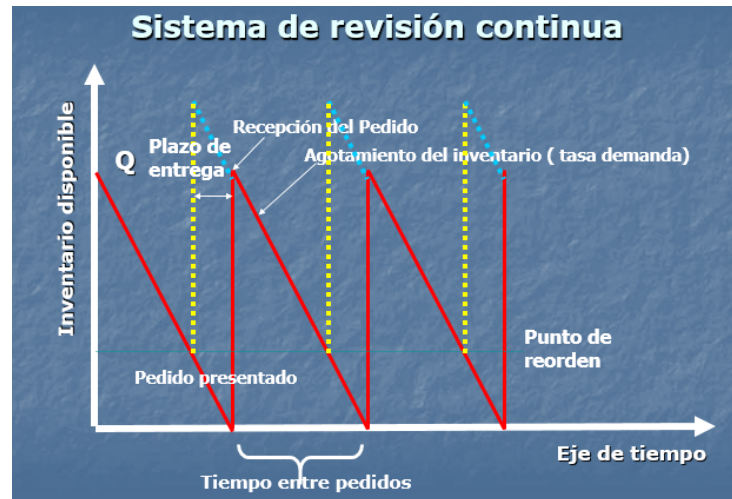 Sistema de revisión continua
Inventario disponible
Q
Plazo de
entrega
Recepción del Pedido
Agotamiento del inventario ( tasa demanda)
Pedido presentado
Punto de
reorden
Eje de tiempo
Tiempo entre pedidos